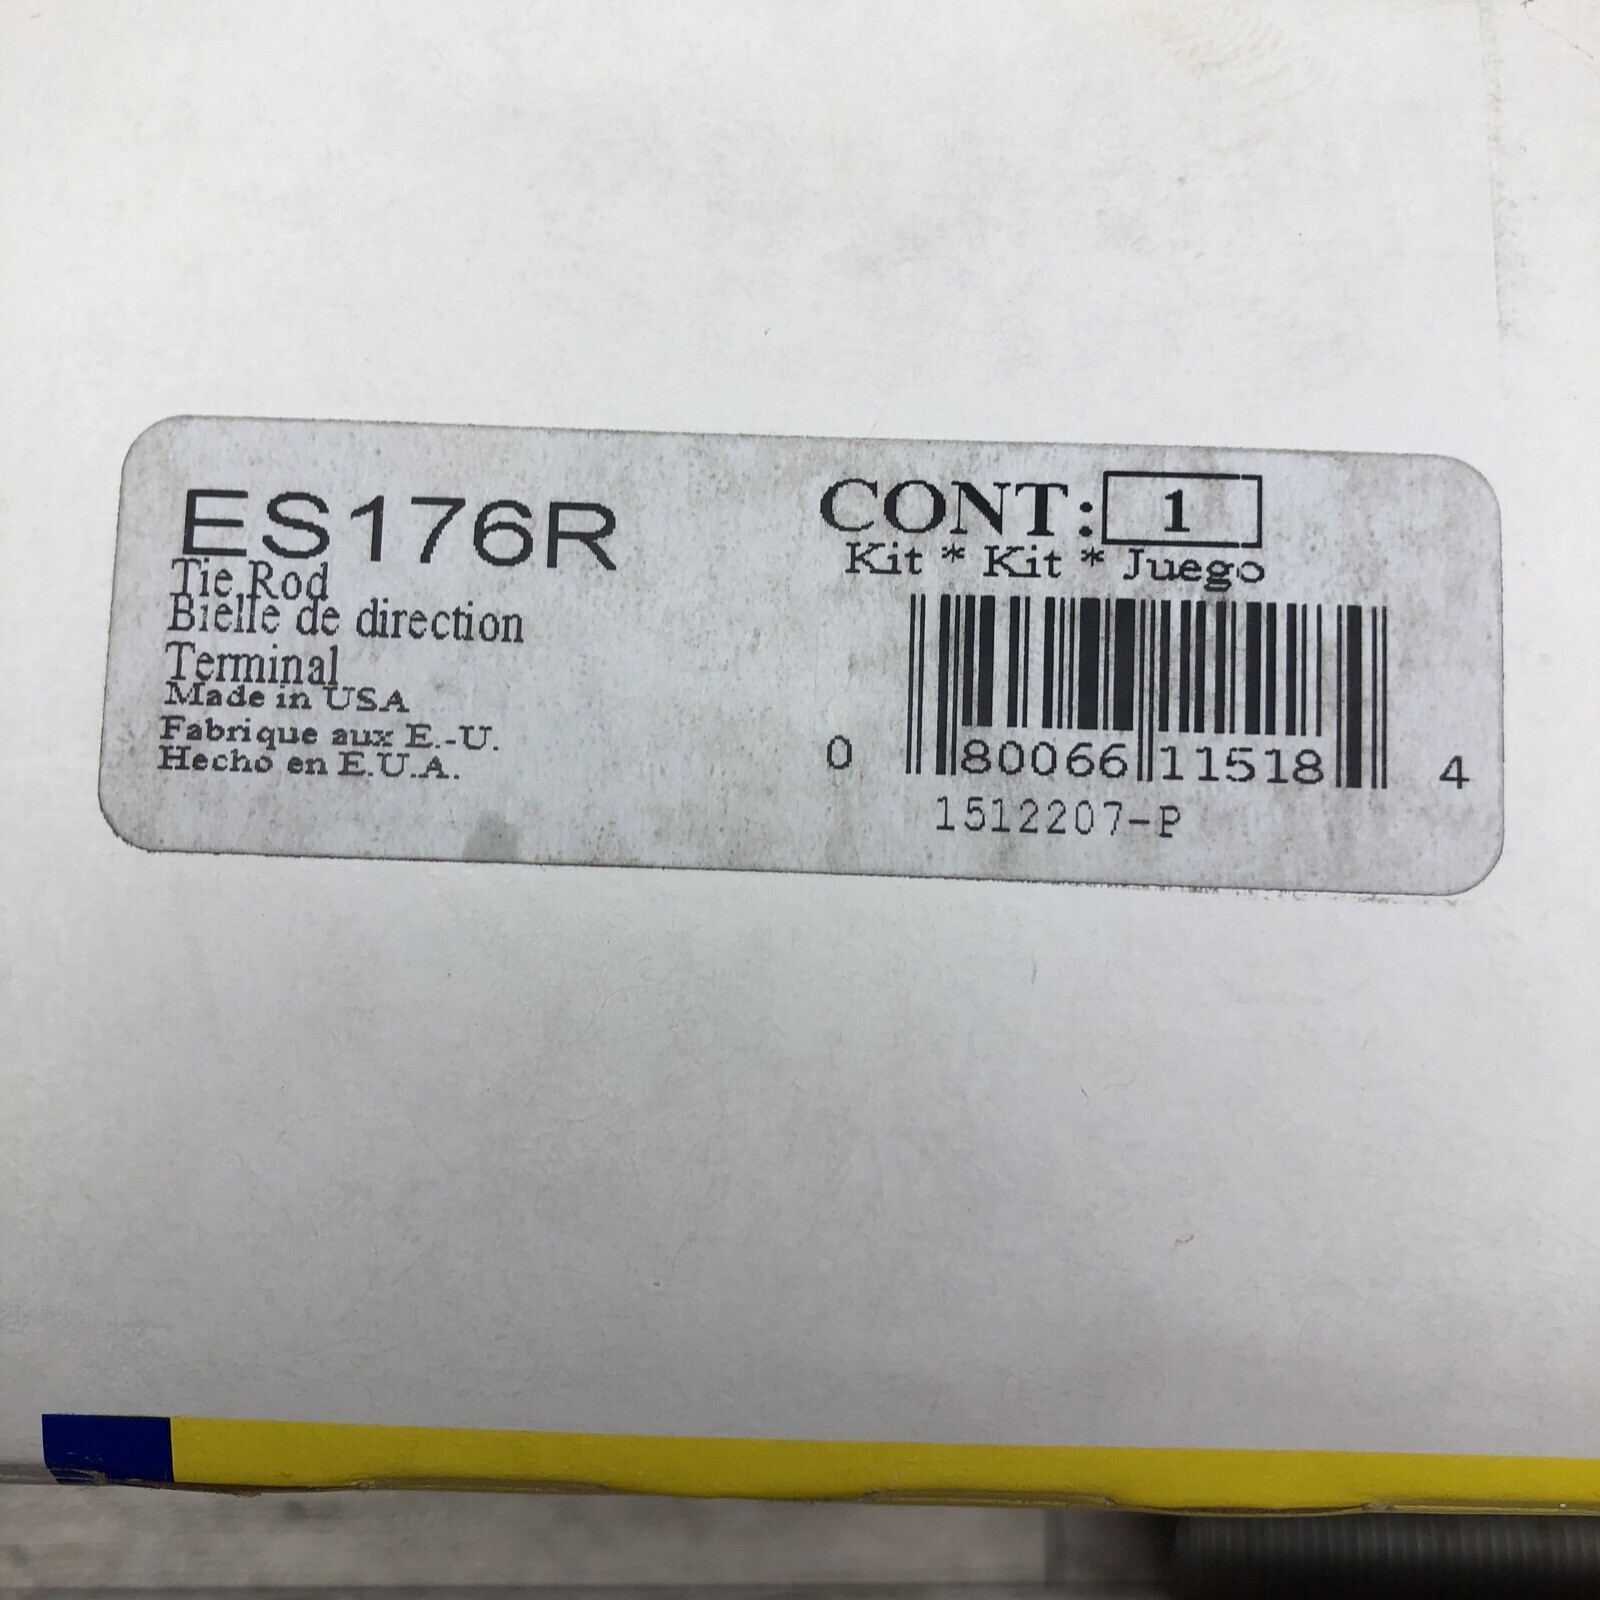 ES176R
Tie Rod
Bielle de direction
Terminal
Made in USA
Fabrique aux E.-U.
Hecho en E.U.A.
CONT: 1
Kit * Kit * Juego
0 80066 11518 4
1512207-P